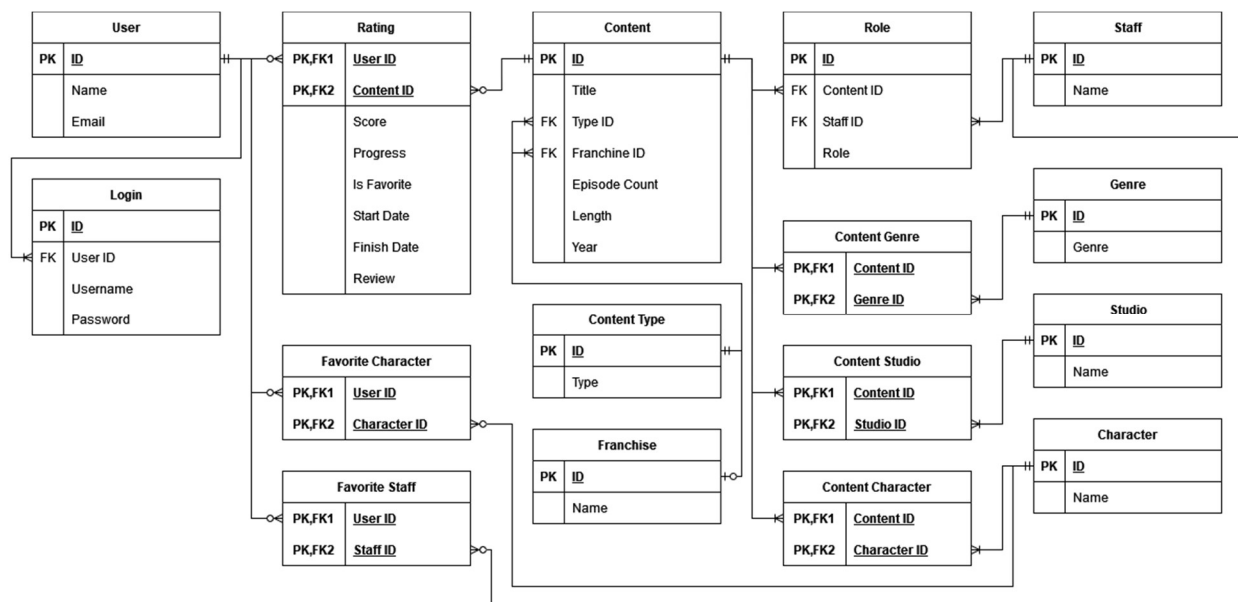 User
PK ID
Name
Email
Login
PK ID
FK User ID
Username
Password
Rating
PK,FK1 User ID
PK,FK2 Content ID
Score
Progress
Is Favorite
Start Date
Finish Date
Review
Favorite Character
PK,FK1 User ID
PK,FK2 Character ID
Favorite Staff
PK,FK1 User ID
PK,FK2 Staff ID
Content
PK ID
Title
FK Type ID
FK Franchine ID
Episode Count
Length
Year
Content Type
PK ID
Type
Franchise
PK ID
Name
Role
PK ID
FK Content ID
FK Staff ID
Role
Content Genre
PK,FK1 Content ID
PK,FK2 Genre ID
Content Studio
PK,FK1 Content ID
PK,FK2 Studio ID
Content Character
PK,FK1 Content ID
PK,FK2 Character ID
Staff
PK ID
Name
Genre
PK ID
Genre
Studio
PK ID
Name
Character
PK ID
Name